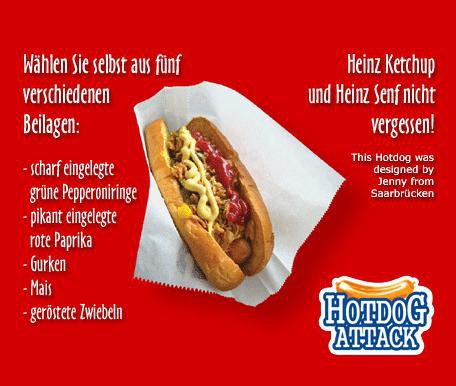 Wählen Sie selbst aus fünf
verschiedenen
Beilagen:
- scharf eingelegte
grüne Pepperoniringe
- pikant eingelegte
rote Paprika
- Gurken
- Mais
- geröstete Zwiebeln
Heinz Ketchup
und Heinz Senf nicht
vergessen!
This Hotdog was
designed by
Jenny from
Saarbrücken
HOTDOG
ATTACK